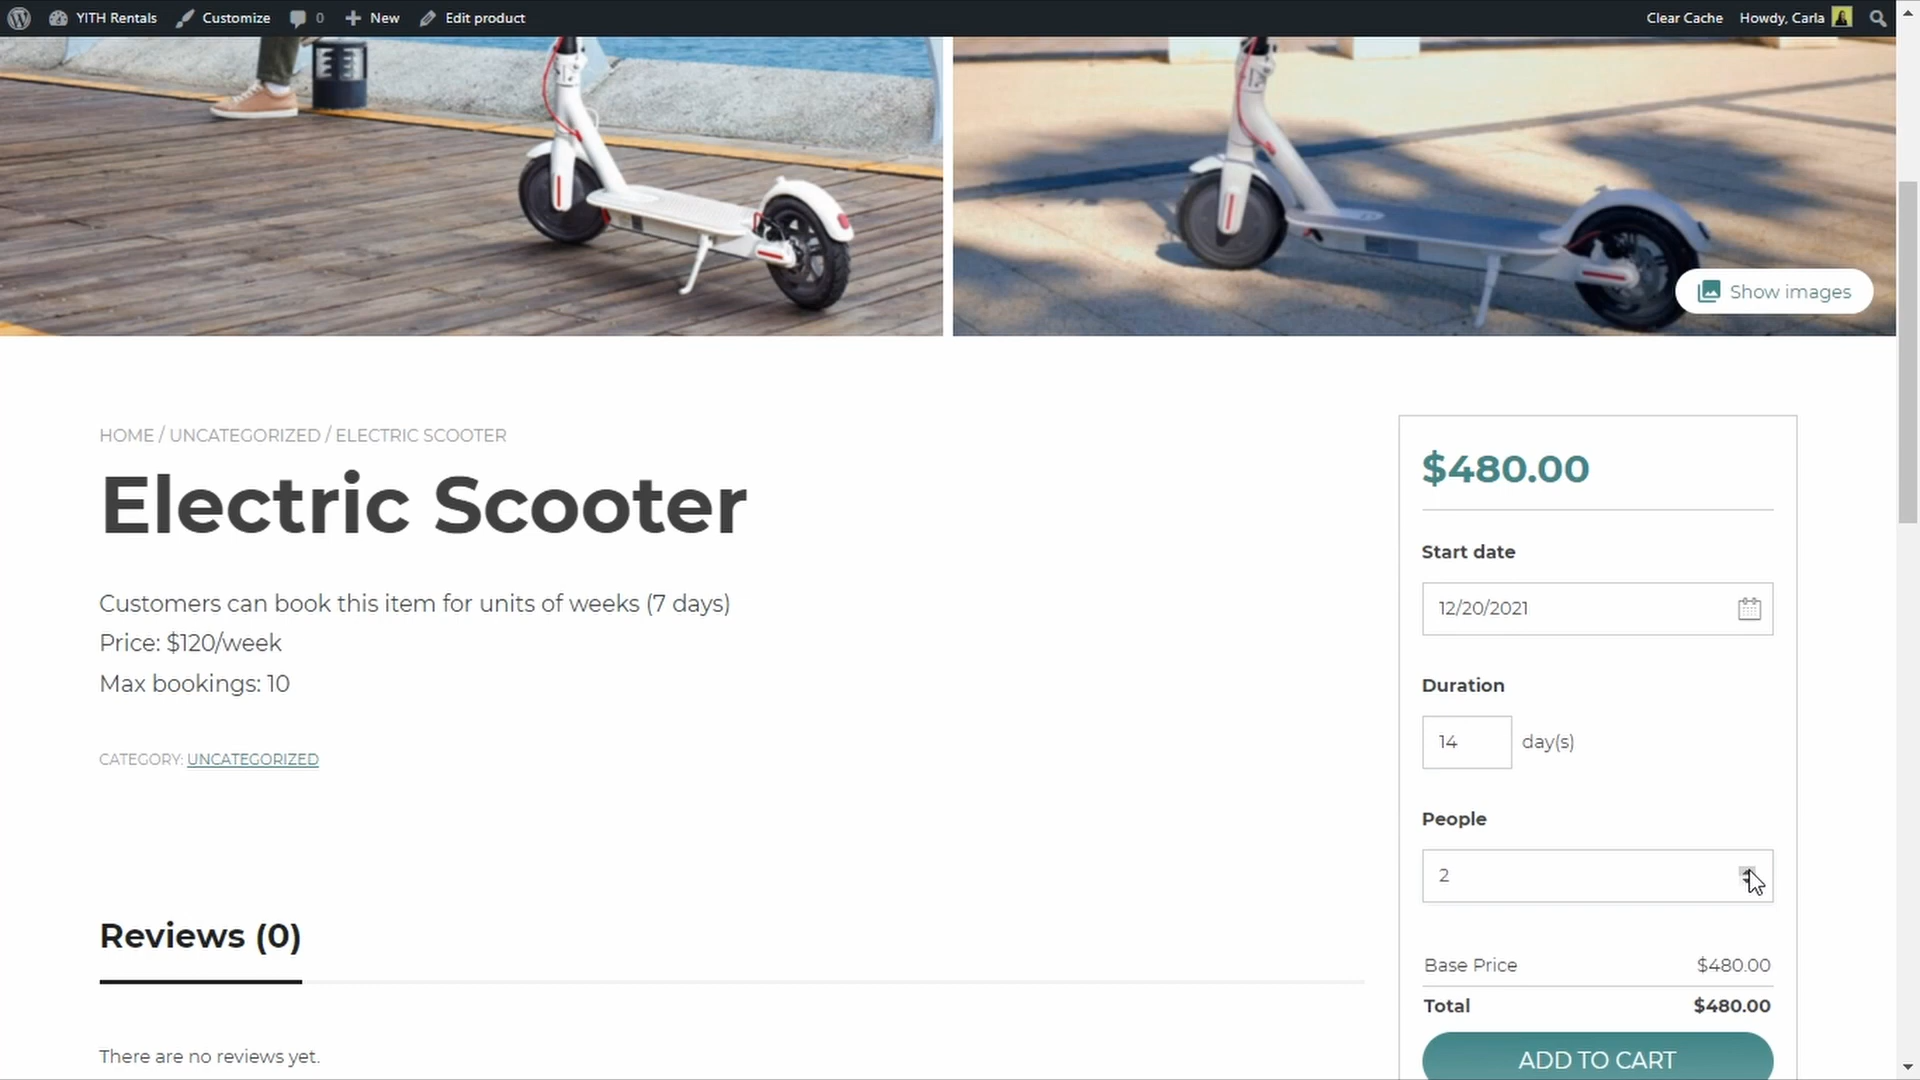 YITH Rentals Customize 0 New Edit product Clear Cache Howdy, Carla
Show images
HOME / UNCATEGORIZED / ELECTRIC SCOOTER
Electric Scooter
Customers can book this item for units of weeks (7 days)
Price: $120/week
Max bookings: 10
CATEGORY: UNCATEGORIZED
Reviews (0)
There are no reviews yet.
$480.00
Start date
12/20/2021
Duration
14 day(s)
People
2
Base Price $480.00
Total $480.00
ADD TO CART